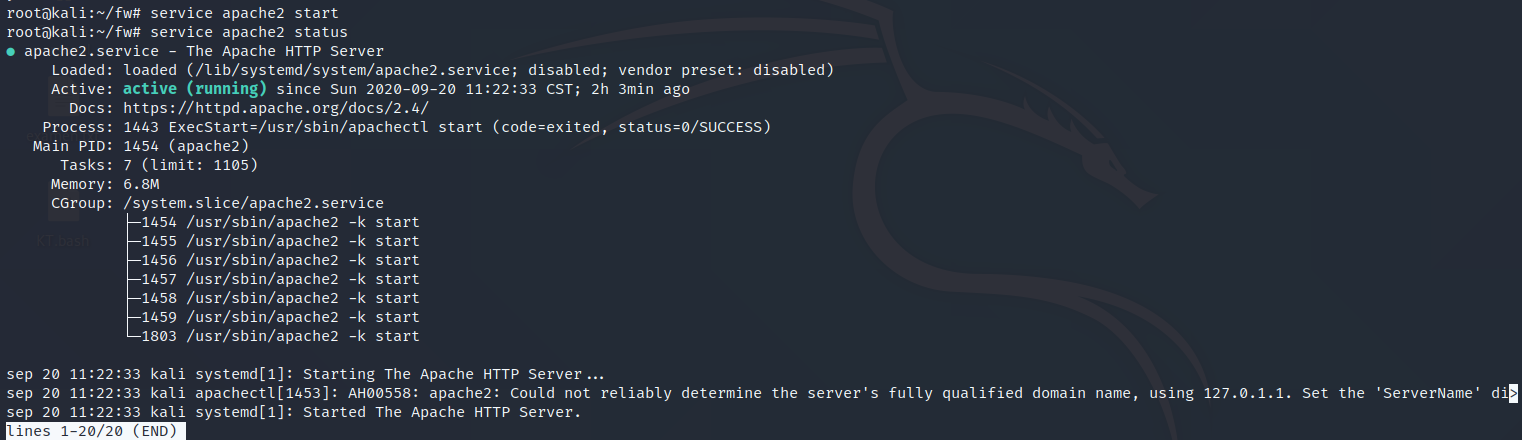 root@kali:~/fw# service apache2 start
root@kali:~/fw# service apache2 status
● apache2.service - The Apache HTTP Server
     Loaded: loaded (/lib/systemd/system/apache2.service; disabled; vendor preset: disabled)
     Active: active (running) since Sun 2020-09-20 11:22:33 CST; 2h 3min ago
       Docs: https://httpd.apache.org/docs/2.4/
    Process: 1443 ExecStart=/usr/sbin/apachectl start (code=exited, status=0/SUCCESS)
   Main PID: 1454 (apache2)
      Tasks: 7 (limit: 1105)
     Memory: 6.8M
     CGroup: /system.slice/apache2.service
             ├─1454 /usr/sbin/apache2 -k start
             ├─1455 /usr/sbin/apache2 -k start
             ├─1456 /usr/sbin/apache2 -k start
             ├─1457 /usr/sbin/apache2 -k start
             ├─1458 /usr/sbin/apache2 -k start
             ├─1459 /usr/sbin/apache2 -k start
             └─1803 /usr/sbin/apache2 -k start
KT.bash

sep 20 11:22:33 kali systemd[1]: Starting The Apache HTTP Server...
sep 20 11:22:33 kali apachectl[1453]: AH00558: apache2: Could not reliably determine the server's fully qualified domain name, using 127.0.1.1. Set the 'ServerName' di>
sep 20 11:22:33 kali systemd[1]: Started The Apache HTTP Server.
lines 1-20/20 (END)